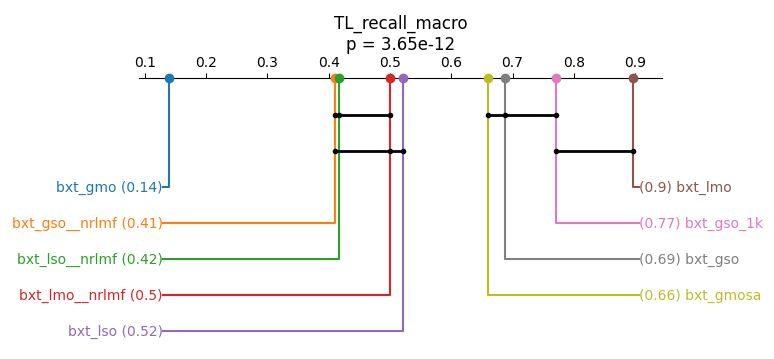 TL_recall_macro
p = 3.65e-12
0.1 0.2 0.3 0.4 0.5 0.6 0.7 0.8 0.9
bxt_gmo (0.14) (0.9) bxt_lmo
bxt_gso__nrlmf (0.41) (0.77) bxt_gso_1k
bxt_lso__nrlmf (0.42) (0.69) bxt_gso
bxt_lmo__nrlmf (0.5) (0.66) bxt_gmosa
bxt_lso (0.52)